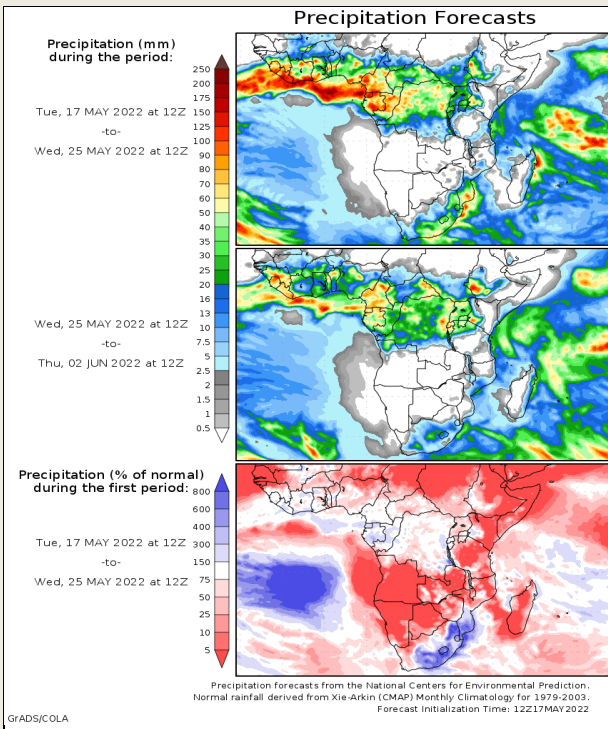 Precipitation Forecasts
Precipitation (mm)
during the period:
Tue, 17 MAY 2022 at 12Z
-to-
Wed, 25 MAY 2022 at 12Z
250
200
175
150
125
100
90
80
70
60
50
40
35
30
25
20
16
13
10
7.5
5
2.5
2
1.5
1
0.5
Wed, 25 MAY 2022 at 12Z
-to-
Thu, 02 JUN 2022 at 12Z
Precipitation (% of normal)
during the first period:
Tue, 17 MAY 2022 at 12Z
-to-
Wed, 25 MAY 2022 at 12Z
800
600
400
300
150
75
50
25
10
5
Precipitation forecasts from the National Centers for Environmental Prediction.
Normal rainfall derived from Xie-Arkin (CMAP) Monthly Climatology for 1979-2003.
Forecast Initialization Time: 12Z17MAY2022
GrADS/COLA